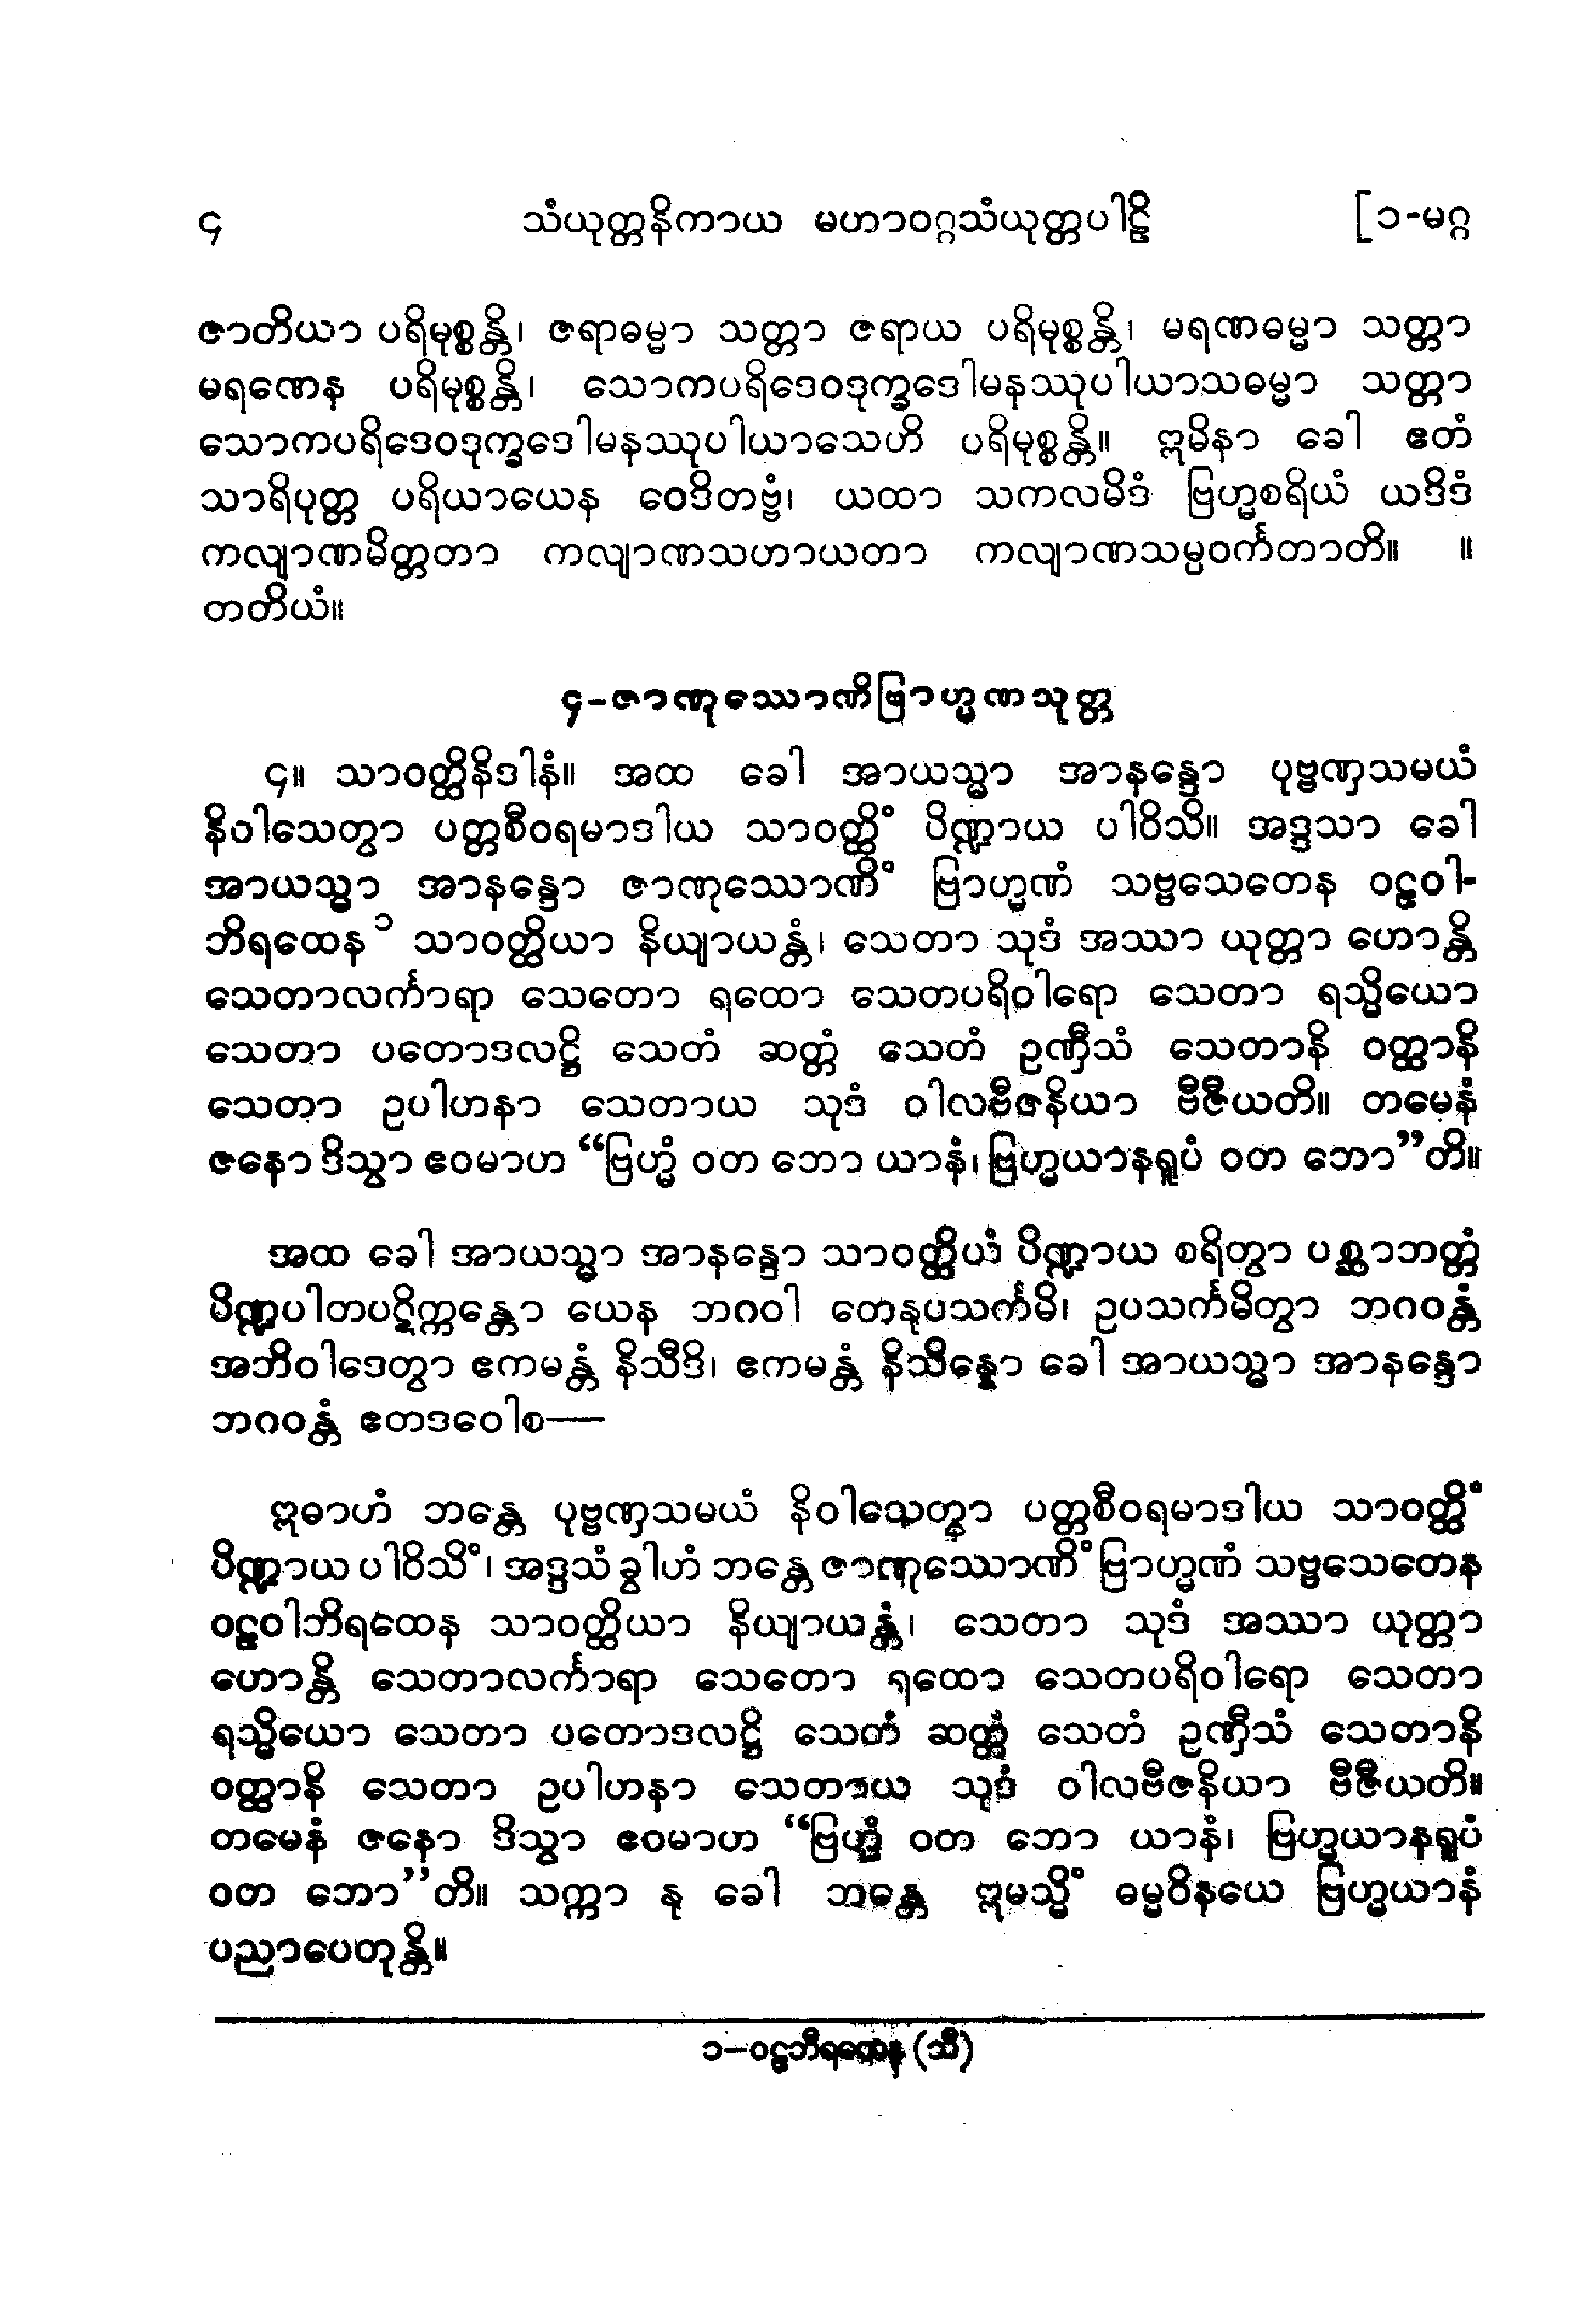 ၄ သံယုတ္တနိကာယ မဟာဝဂ္ဂသံယုတ္တပါဠိ [၁-မဂ္ဂ
ဇာတိယာ ပရိမုစ္စန္တိ၊ ဇရာဓမ္မာ သတ္တာ ဇရာယ ပရိမုစ္စန္တိ၊ မရဏဓမ္မာ သတ္တာ
မရဏေန ပရိမုစ္စန္တိ၊ သောကပရိဒေဝဒုက္ခဒေါမနဿုပါယာသဓမ္မာ သတ္တာ
သောကပရိဒေဝဒုက္ခဒေါမနဿုပါယာသေဟိ ပရိမုစ္စန္တိ။ ဣမိနာ ခေါ ဧတံ
သာရိပုတ္တ ပရိယာယေန ဝေဒိတဗ္ဗံ၊ ယထာ သကလမိဒံ ဗြဟ္မစရိယံ ယဒိဒံ
ကလျာဏမိတ္တတာ ကလျာဏသဟာယတာ ကလျာဏသမ္ပဝင်္ကတာတိ။ ။
တတိယံ။
၄-ဇာဏုဿောဏိဗြာဟ္မဏသုတ္တ
၄။ သာဝတ္ထိနိဒါနံ။ အထ ခေါ အာယသ္မာ အာနန္ဒော ပုဗ္ဗဏှသမယံ
နိဝါသေတွာ ပတ္တစီဝရမာဒါယ သာဝတ္ထိံ ပိဏ္ဍာယ ပါဝိသိ။ အဒ္ဒသာ ခေါ
အာယသ္မာ အာနန္ဒော ဇာဏုဿောဏိံ ဗြာဟ္မဏံ သဗ္ဗသေတေန ဝဠဝါ-
ဘိရထေန ၁ သာဝတ္ထိယာ နိယျာယန္တံ၊ သေတာ သုဒံ အဿာ ယုတ္တာ ဟောန္တိ
သေတာလင်္ကာရာ သေတော ရထော သေတပရိဝါရော သေတာ ရသ္မိယော
သေတာ ပတောဒလဋ္ဌိ သေတံ ဆတ္တံ သေတံ ဥဏှီသံ သေတာနိ ဝတ္ထာနိ
သေတာ ဥပါဟနာ သေတာယ သုဒံ ဝါလဗီဇနိယာ ဗီဇီယတိ။ တမေနံ
ဇနော ဒိသွာ ဧဝမာဟ “ဗြဟ္မံ ဝတ ဘော ယာနံ၊ ဗြဟ္မယာနရူပံ ဝတ ဘော”တိ။
အထ ခေါ အာယသ္မာ အာနန္ဒော သာဝတ္ထိယံ ပိဏ္ဍာယ စရိတွာ ပစ္ဆာဘတ္တံ
ပိဏ္ဍပါတပဋိက္ကန္တော ယေန ဘဂဝါ တေနုပသင်္ကမိ၊ ဥပသင်္ကမိတွာ ဘဂဝန္တံ
အဘိဝါဒေတွာ ဧကမန္တံ နိသီဒိ၊ ဧကမန္တံ နိသိန္နော ခေါ အာယသ္မာ အာနန္ဒော
ဘဂဝန္တံ ဧတဒဝေါစ—
ဣဓာဟံ ဘန္တေ ပုဗ္ဗဏှသမယံ နိဝါသေတွာ ပတ္တစီဝရမာဒါယ သာဝတ္ထိံ
ပိဏ္ဍာယ ပါဝိသိံ၊ အဒ္ဒသံ ခွါဟံ ဘန္တေ ဇာဏုဿောဏိံ ဗြာဟ္မဏံ သဗ္ဗသေတေန
ဝဠဝါဘိရထေန သာဝတ္ထိယာ နိယျာယန္တံ၊ သေတာ သုဒံ အဿာ ယုတ္တာ
ဟောန္တိ သေတာလင်္ကာရာ သေတော ရထော သေတပရိဝါရော သေတာ
ရသ္မိယော သေတာ ပတောဒလဋ္ဌိ သေတံ ဆတ္တံ သေတံ ဥဏှီသံ သေတာနိ
ဝတ္ထာနိ သေတာ ဥပါဟနာ သေတာယ သုဒံ ဝါလဗီဇနိယာ ဗီဇီယတိ။
တမေနံ ဇနော ဒိသွာ ဧဝမာဟ “ဗြဟ္မံ ဝတ ဘော ယာနံ၊ ဗြဟ္မယာနရူပံ
ဝတ ဘော”တိ။ သက္ကာ နု ခေါ ဘန္တေ ဣမသ္မိံ ဓမ္မဝိနယေ ဗြဟ္မယာနံ
ပညာပေတုန္တိ။
၁-ဝဠဘီရထေန (သီ)